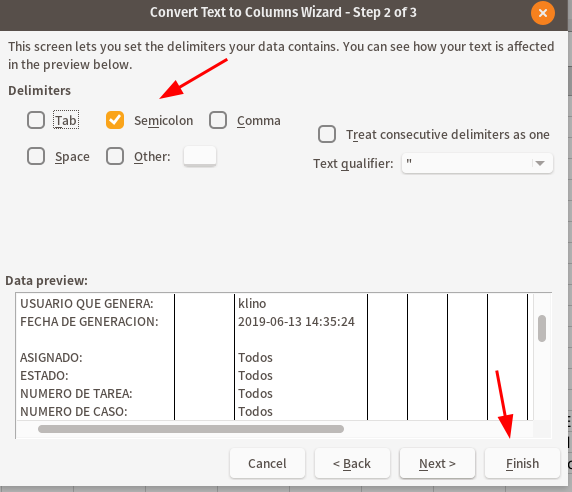 Convert Text to Columns Wizard - Step 2 of 3
This screen lets you set the delimiters your data contains. You can see how your text is affected
in the preview below.
Delimiters
Tab Semicolon Comma
Treat consecutive delimiters as one
Space Other:
Text qualifier: "
Data preview:
USUARIO QUE GENERA: klino
FECHA DE GENERACION: 2019-06-13 14:35:24
ASIGNADO: Todos
ESTADO: Todos
NUMERO DE TAREA: Todos
NUMERO DE CASO: Todos
Cancel < Back Next > Finish